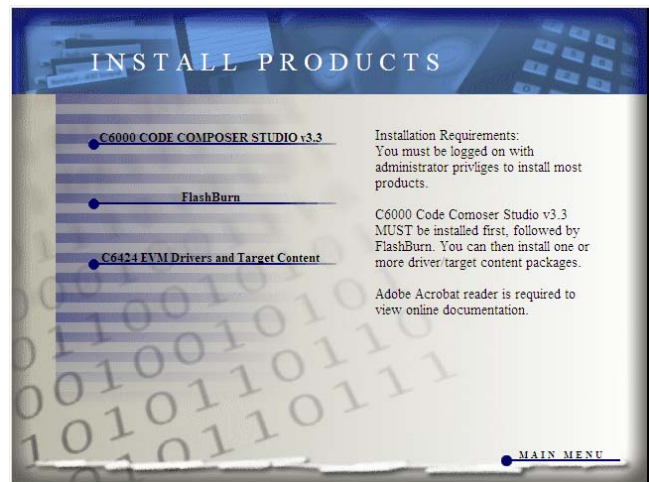 INSTALL PRODUCTS
C6000 CODE COMPOSER STUDIO v3.3
FlashBurn
C6424 EVM Drivers and Target Content
Installation Requirements:
You must be logged on with
administrator privliges to install most
products.
C6000 Code Comoser Studio v3.3
MUST be installed first, followed by
FlashBurn. You can then install one or
more driver/target content packages.
Adobe Acrobat reader is required to
view online documentation.
MAIN MENU